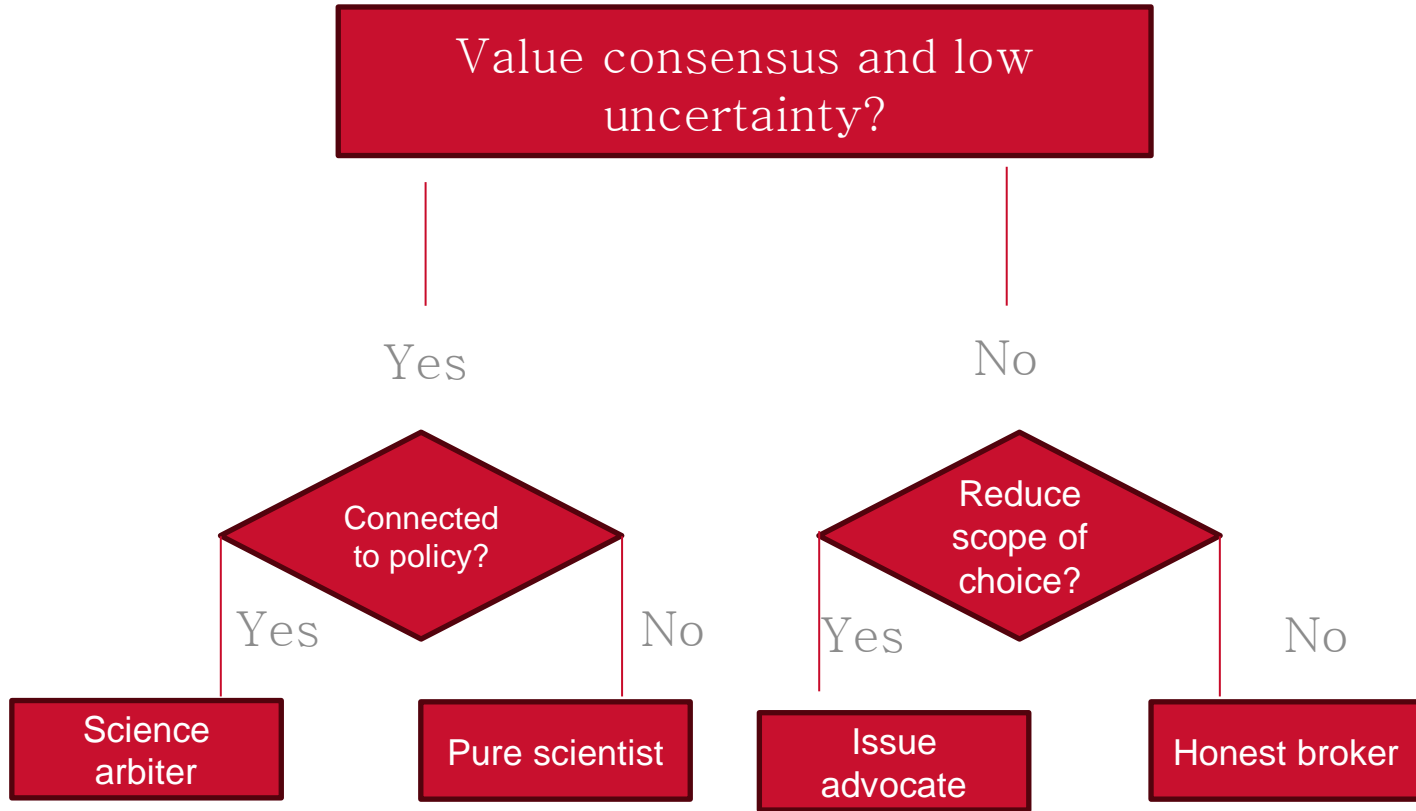 Value consensus and low
uncertainty?
Yes
No
Connected
to policy?
Reduce
scope of
choice?
Yes
No
Yes
No
Science
arbiter
Pure scientist
Issue
advocate
Honest broker